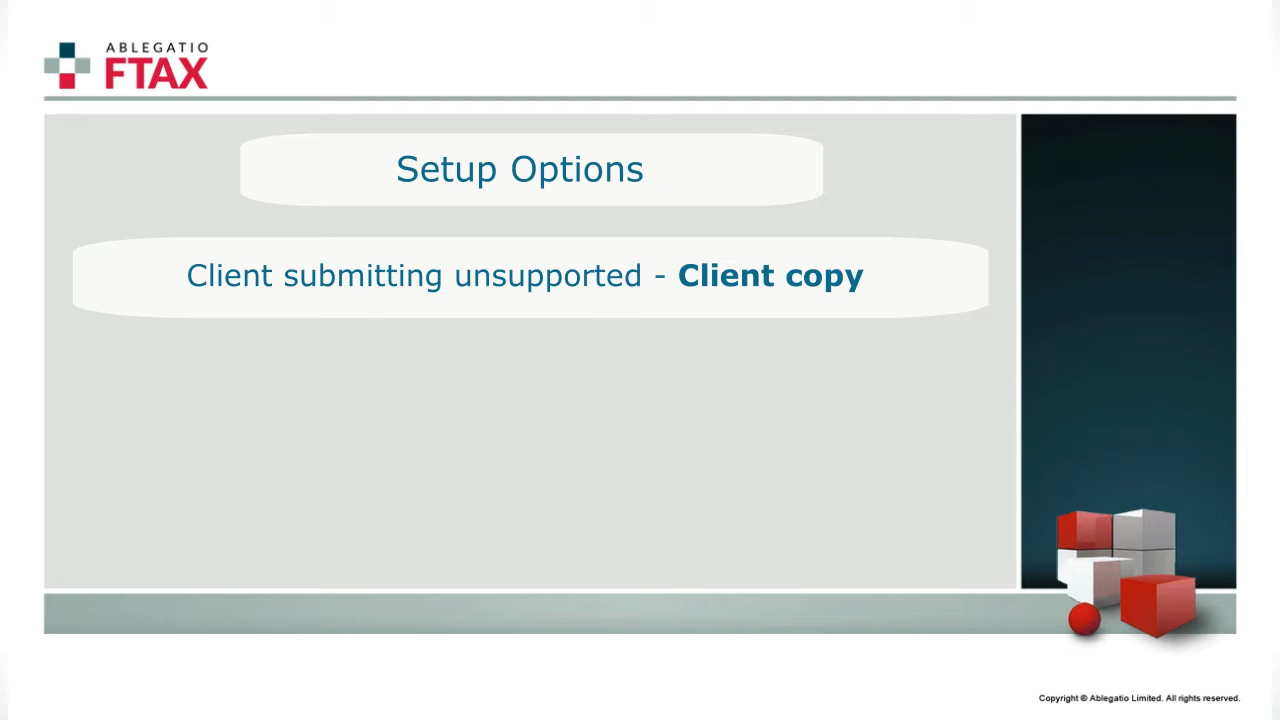 ABLEGATIO
FTAX
Setup Options
Client submitting unsupported - Client copy
Copyright © Ablegatio Limited. All rights reserved.